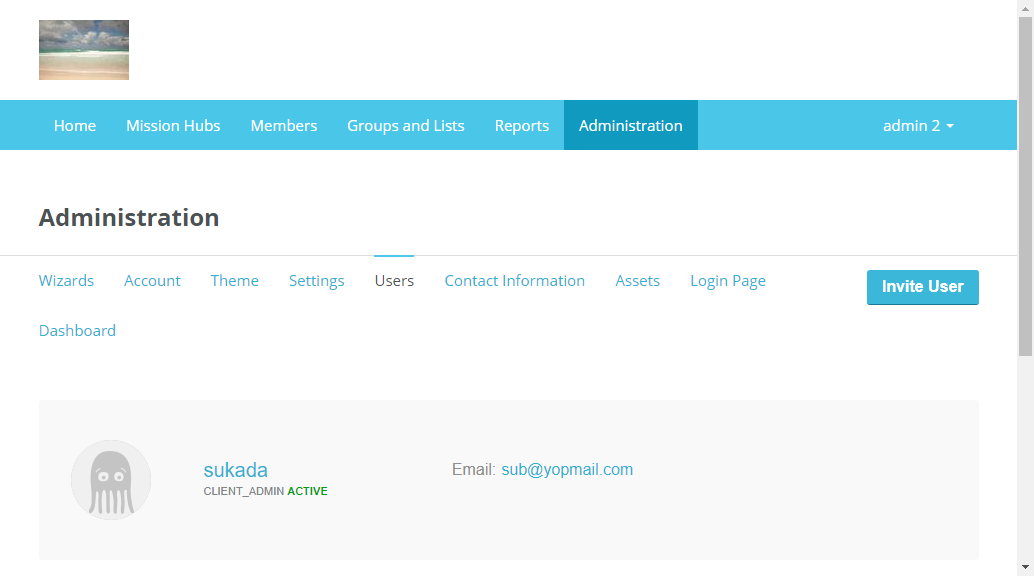 Home Mission Hubs Members Groups and Lists Reports Administration admin 2
Administration
Wizards Account Theme Settings Users Contact Information Assets Login Page Invite User
Dashboard
sukada Email: sub@yopmail.com
CLIENT_ADMIN ACTIVE